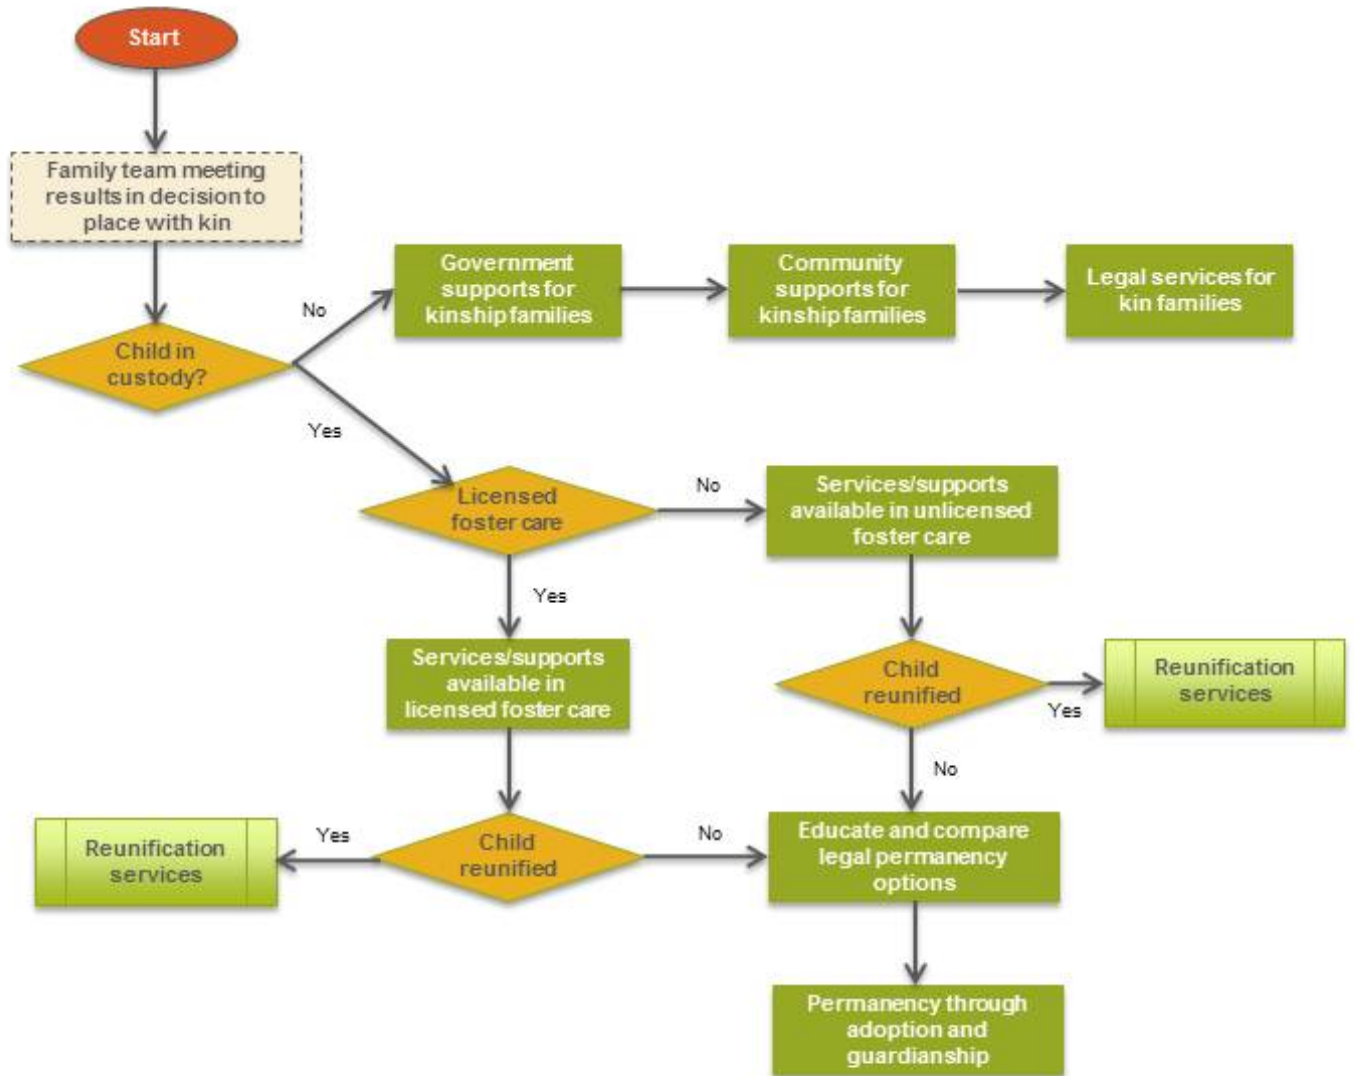 Start
Family team meeting
results in decision to
place with kin
Child in
custody?
No
Government
supports for
kinship families
Community
supports for
kinship families
Legal services for
kin families
Yes
Licensed
foster care
No
Services/supports
available in unlicensed
foster care
Yes
Services/supports
available in
licensed foster care
Child
reunified
Yes
Reunification
services
No
Reunification
services
Yes
Child
reunified
No
Educate and compare
legal permanency
options
Permanency through
adoption and
guardianship